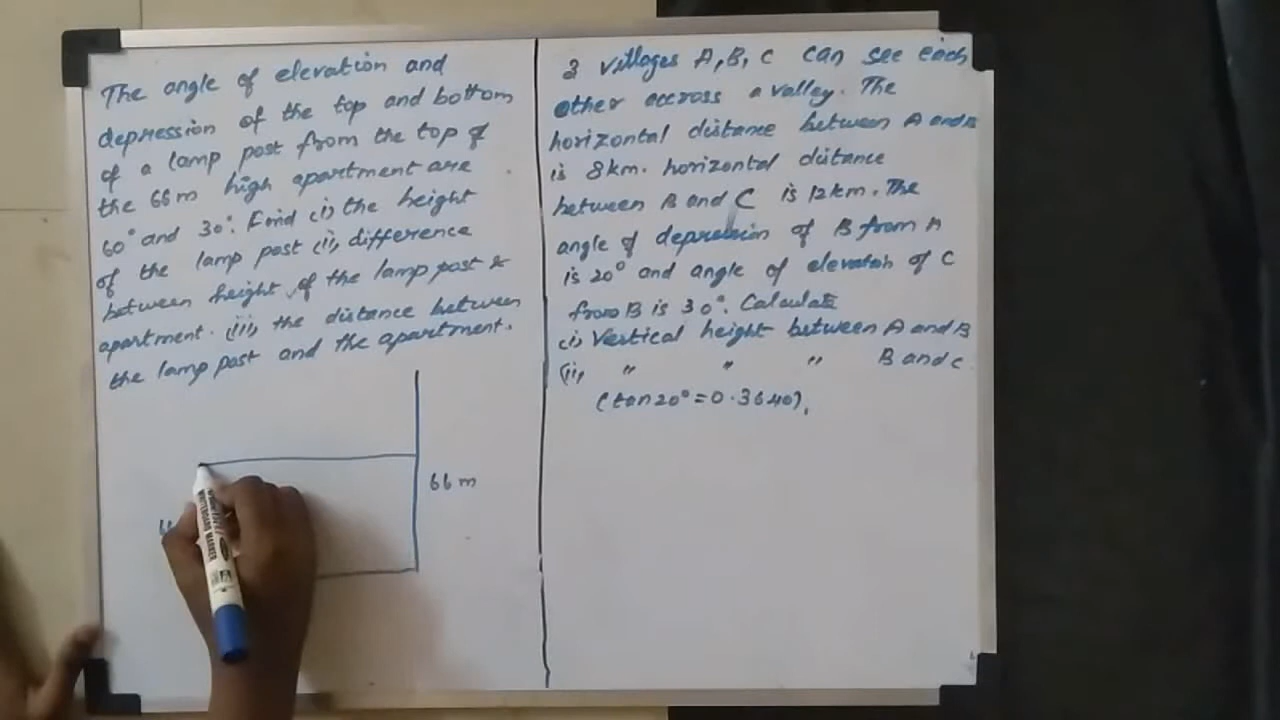 The angle of elevation and
depression of the top and bottom
of a lamp post from the top of
the 66m high apartment are
60° and 30°. Find (i) the height
of the lamp post (ii) difference
between height of the lamp post &
apartment. (iii) the distance between
the lamp post and the apartment.
66 m
WHITEBOARD MARKER
3 villages A, B, C can see each
other accross a valley. The
horizontal distance between A and B
is 8km. horizontal distance
between B and C is 12km. The
angle of depression of B from A
is 20° and angle of elevation of C
from B is 30°. Calculate
(i) Vertical height between A and B
(ii) " " " B and C
(tan20° = 0.3640).